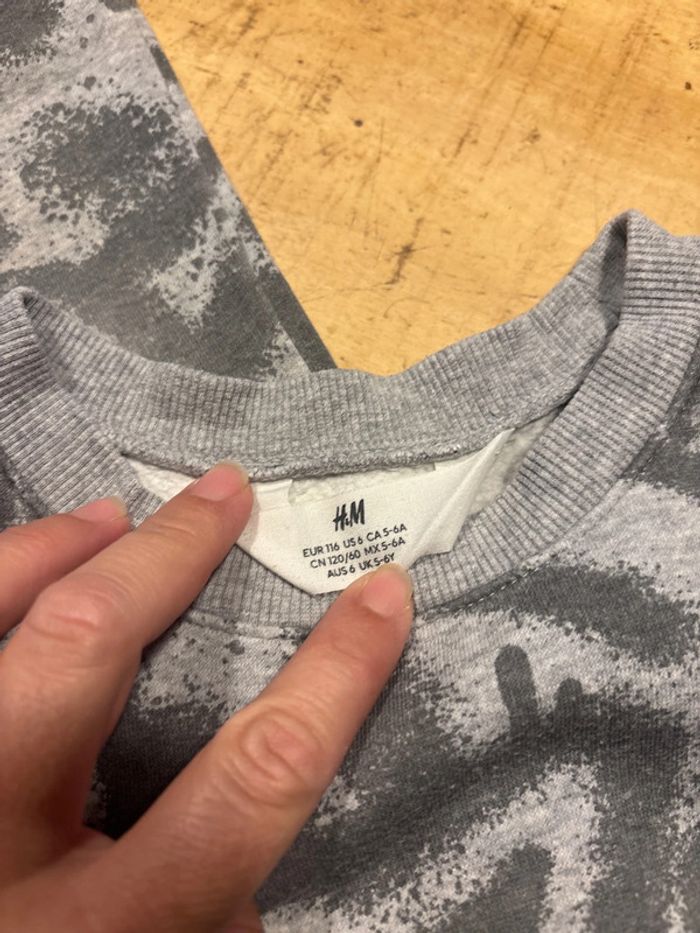 H&M
EUR 116 US 6 CA 5-6A
CN 120/60 MX 5-6A
AUS 6 UK 5-6Y